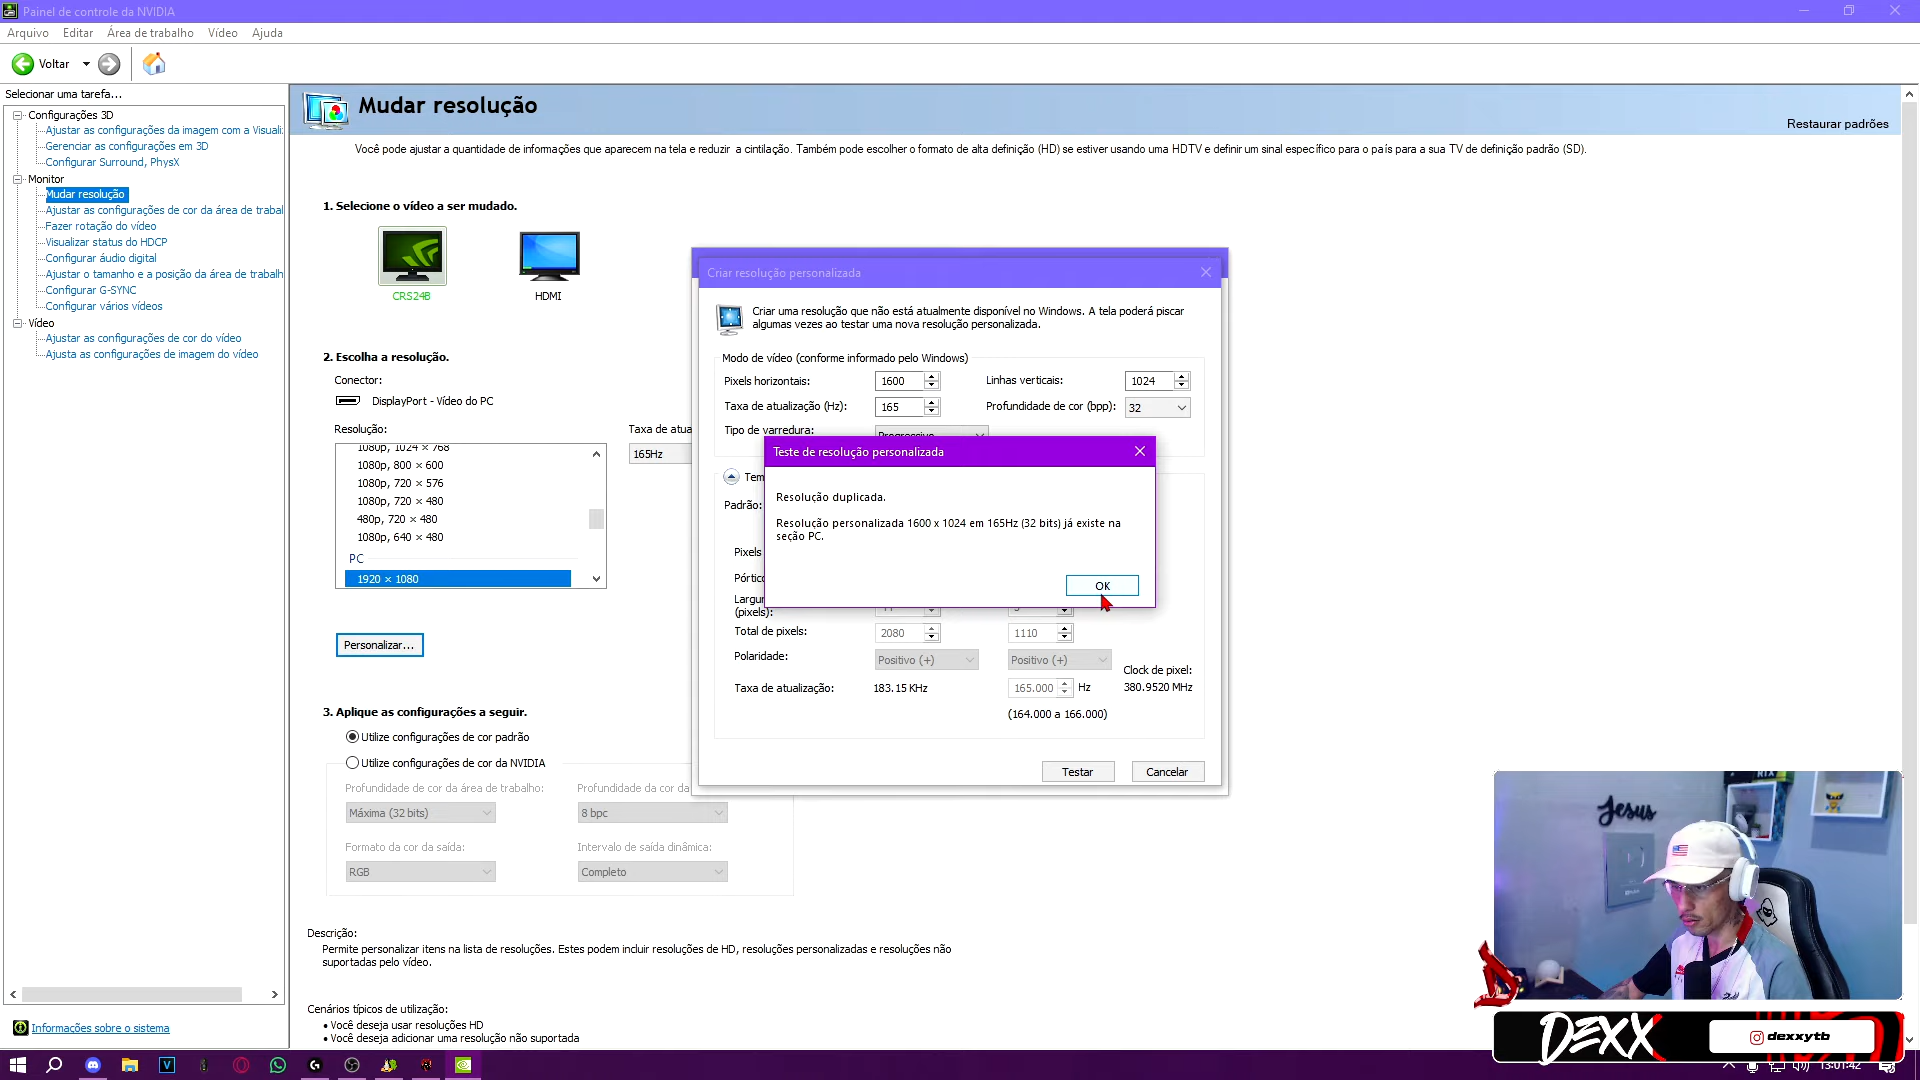 Painel de controle da NVIDIA
Arquivo Editar Área de trabalho Vídeo Ajuda
Voltar
Selecionar uma tarefa...
Configurações 3D
Ajustar as configurações da imagem com a Visuali
Gerenciar as configurações em 3D
Configurar Surround, PhysX
Monitor
Mudar resolução
Ajustar as configurações de cor da área de trabal
Fazer rotação do vídeo
Visualizar status do HDCP
Configurar áudio digital
Ajustar o tamanho e a posição da área de trabalh
Configurar G-SYNC
Configurar vários vídeos
Vídeo
Ajustar as configurações de cor do vídeo
Ajusta as configurações de imagem do vídeo
Informações sobre o sistema
Mudar resolução
Restaurar padrões
Você pode ajustar a quantidade de informações que aparecem na tela e reduzir a cintilação. Também pode escolher o formato de alta definição (HD) se estiver usando uma HDTV e definir um sinal específico para o país para a sua TV de definição padrão (SD).
1. Selecione o vídeo a ser mudado.
CRS24B
HDMI
2. Escolha a resolução.
Conector:
DisplayPort - Vídeo do PC
Resolução:
Taxa de atua
1080p, 1024 × 768
1080p, 800 × 600
1080p, 720 × 576
1080p, 720 × 480
480p, 720 × 480
1080p, 640 × 480
PC
1920 × 1080
165Hz
Personalizar...
3. Aplique as configurações a seguir.
Utilize configurações de cor padrão
Utilize configurações de cor da NVIDIA
Profundidade de cor da área de trabalho:
Profundidade da cor da
Máxima (32 bits)
8 bpc
Formato da cor da saída:
Intervalo de saída dinâmica:
RGB
Completo
Descrição:
Permite personalizar itens na lista de resoluções. Estes podem incluir resoluções de HD, resoluções personalizadas e resoluções não
suportadas pelo vídeo.
Cenários típicos de utilização:
• Você deseja usar resoluções HD
• Você deseja adicionar uma resolução não suportada
Criar resolução personalizada
Criar uma resolução que não está atualmente disponível no Windows. A tela poderá piscar
algumas vezes ao testar uma nova resolução personalizada.
Modo de vídeo (conforme informado pelo Windows)
Pixels horizontais: 1600
Linhas verticais: 1024
Taxa de atualização (Hz): 165
Profundidade de cor (bpp): 32
Tipo de varredura: Progressivo
Tem
Padrão:
Pixels
Pórtic
Largu
(pixels):
Total de pixels: 2080 1110
Polaridade: Positivo (+) Positivo (+)
Clock de pixel:
Taxa de atualização: 183.15 KHz 165.000 Hz 380.9520 MHz
(164.000 a 166.000)
Testar
Cancelar
Teste de resolução personalizada
Resolução duplicada.
Resolução personalizada 1600 x 1024 em 165Hz (32 bits) já existe na
seção PC.
OK
Jesus
DEXX
dexxytb
13:01:42